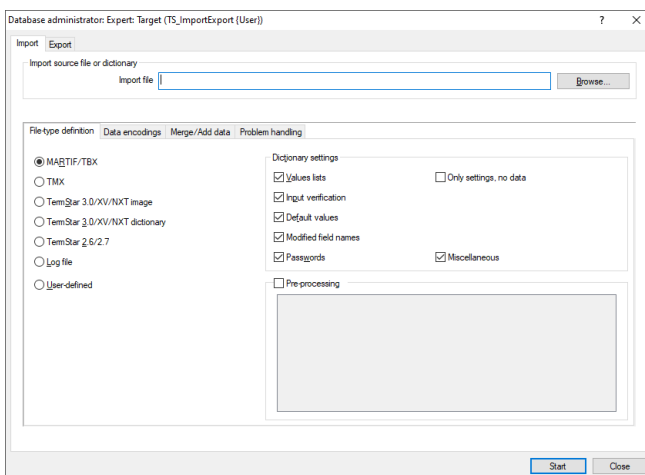 Database administrator: Expert: Target (TS_ImportExport {User})
Import Export
Import source file or dictionary
Import file Browse...
File-type definition Data encodings Merge/Add data Problem handling
MARTIF/TBX
TMX
TermStar 3.0/XV/NXT image
TermStar 3.0/XV/NXT dictionary
TermStar 2.6/2.7
Log file
User-defined
Dictionary settings
Values lists Only settings, no data
Input verification
Default values
Modified field names
Passwords Miscellaneous
Pre-processing
Start Close